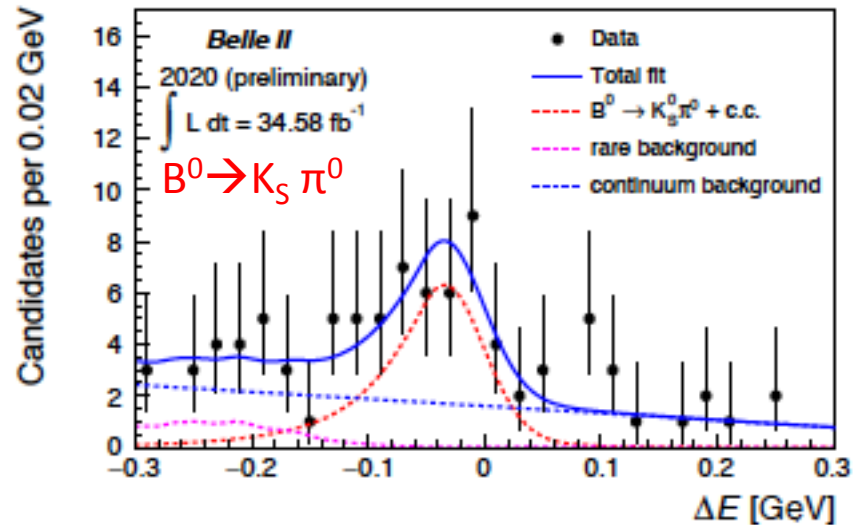 Candidates per 0.02 GeV
16
14
12
10
8
6
4
2
0
Belle II
2020 (preliminary)
∫ L dt = 34.58 fb⁻¹
B⁰→K_S π⁰
Data
Total fit
B⁰ → K_S⁰π⁰ + c.c.
rare background
continuum background
−0.3 −0.2 −0.1 0 0.1 0.2 0.3
ΔE [GeV]